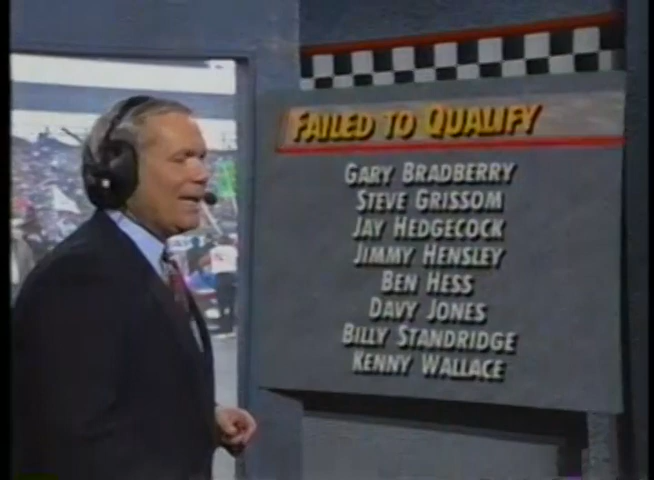 FAILED TO QUALIFY
GARY BRADBERRY
STEVE GRISSOM
JAY HEDGECOCK
JIMMY HENSLEY
BEN HESS
DAVY JONES
BILLY STANDRIDGE
KENNY WALLACE